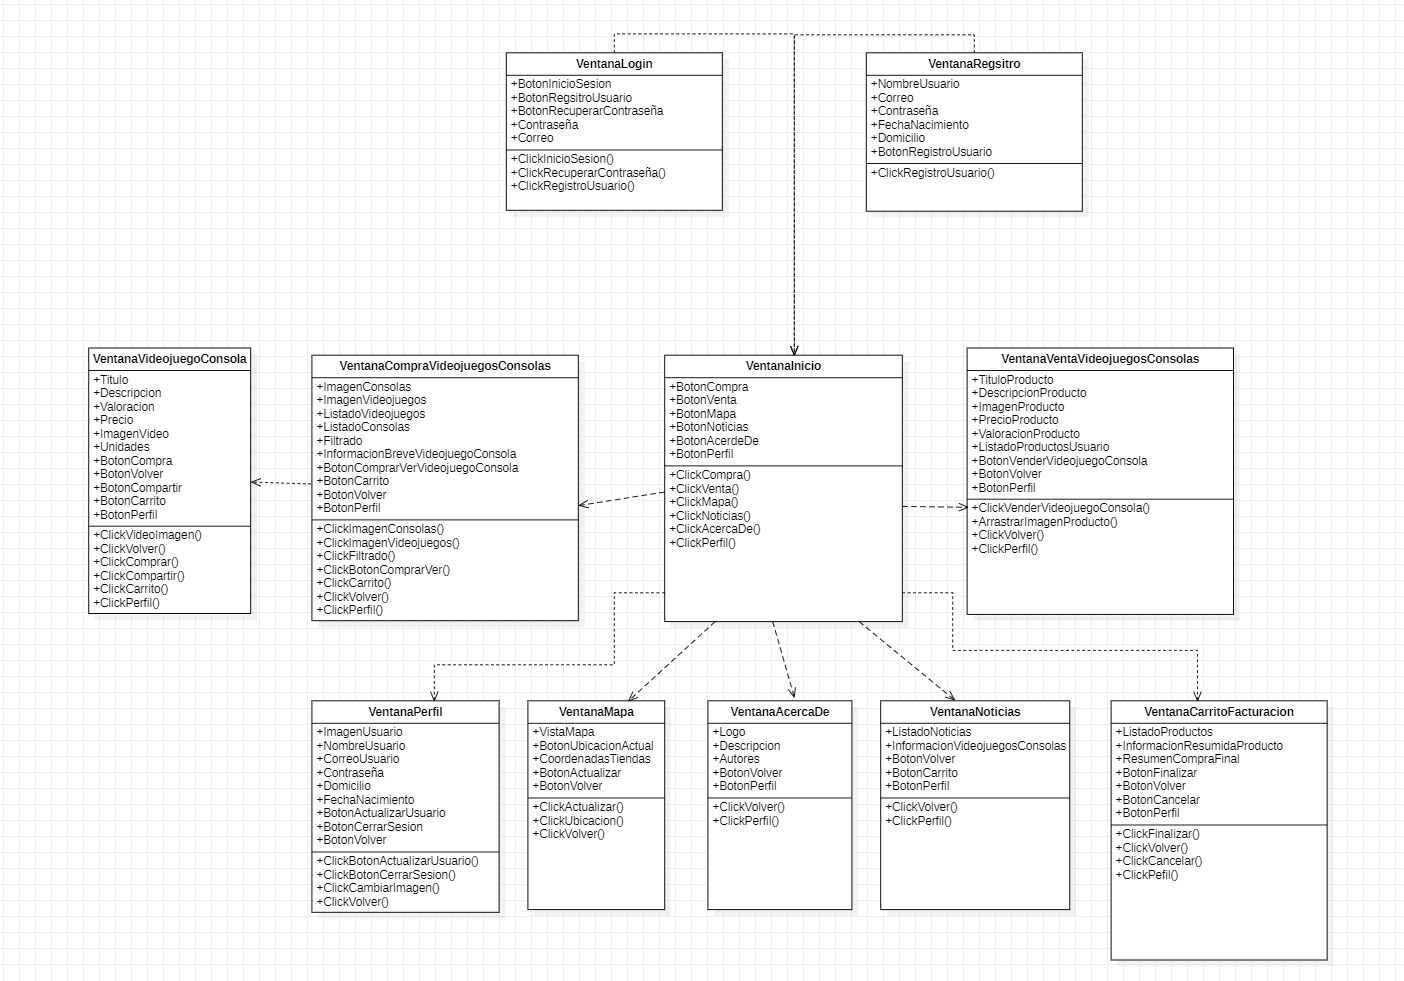 VentanaLogin
+BotonInicioSesion
+BotonRegsitroUsuario
+BotonRecuperarContraseña
+Contraseña
+Correo
+ClickInicioSesion()
+ClickRecuperarContraseña()
+ClickRegistroUsuario()
VentanaRegsitro
+NombreUsuario
+Correo
+Contraseña
+FechaNacimiento
+Domicilio
+BotonRegistroUsuario
+ClickRegistroUsuario()
VentanaVideojuegoConsola
+Titulo
+Descripcion
+Valoracion
+Precio
+ImagenVideo
+Unidades
+BotonCompra
+BotonVolver
+BotonCompartir
+BotonCarrito
+BotonPerfil
+ClickVideoImagen()
+ClickVolver()
+ClickComprar()
+ClickCompartir()
+ClickCarrito()
+ClickPerfil()
VentanaCompraVideojuegosConsolas
+ImagenConsolas
+ImagenVideojuegos
+ListadoVideojuegos
+ListadoConsolas
+Filtrado
+InformacionBreveVideojuegoConsola
+BotonComprarVerVideojuegoConsola
+BotonCarrito
+BotonVolver
+BotonPerfil
+ClickImagenConsolas()
+ClickImagenVideojuegos()
+ClickFiltrado()
+ClickBotonComprarVer()
+ClickCarrito()
+ClickVolver()
+ClickPerfil()
VentanaInicio
+BotonCompra
+BotonVenta
+BotonMapa
+BotonNoticias
+BotonAcerdeDe
+BotonPerfil
+ClickCompra()
+ClickVenta()
+ClickMapa()
+ClickNoticias()
+ClickAcercaDe()
+ClickPerfil()
VentanaVentaVideojuegosConsolas
+TituloProducto
+DescripcionProducto
+ImagenProducto
+PrecioProducto
+ValoracionProducto
+ListadoProductosUsuario
+BotonVenderVideojuegoConsola
+BotonVolver
+BotonPerfil
+ClickVenderVideojuegoConsola()
+ArrastrarImagenProducto()
+ClickVolver()
+ClickPerfil()
VentanaPerfil
+ImagenUsuario
+NombreUsuario
+CorreoUsuario
+Contraseña
+Domicilio
+FechaNacimiento
+BotonActualizarUsuario
+BotonCerrarSesion
+BotonVolver
+ClickBotonActualizarUsuario()
+ClickBotonCerrarSesion()
+ClickCambiarImagen()
+ClickVolver()
VentanaMapa
+VistaMapa
+BotonUbicacionActual
+CoordenadasTiendas
+BotonActualizar
+BotonVolver
+ClickActualizar()
+ClickUbicacion()
+ClickVolver()
VentanaAcercaDe
+Logo
+Descripcion
+Autores
+BotonVolver
+BotonPerfil
+ClickVolver()
+ClickPerfil()
VentanaNoticias
+ListadoNoticias
+InformacionVideojuegosConsolas
+BotonVolver
+BotonCarrito
+BotonPerfil
+ClickVolver()
+ClickPerfil()
VentanaCarritoFacturacion
+ListadoProductos
+InformacionResumidaProducto
+ResumenCompraFinal
+BotonFinalizar
+BotonVolver
+BotonCancelar
+BotonPerfil
+ClickFinalizar()
+ClickVolver()
+ClickCancelar()
+ClickPefil()